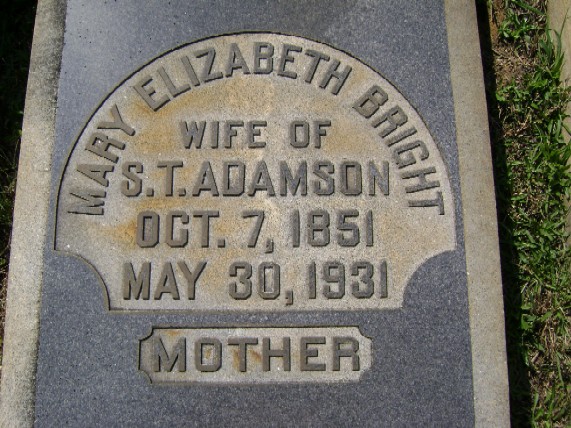 MARY ELIZABETH BRIGHT
WIFE OF
S.T. ADAMSON
OCT. 7, 1851
MAY 30, 1931
MOTHER